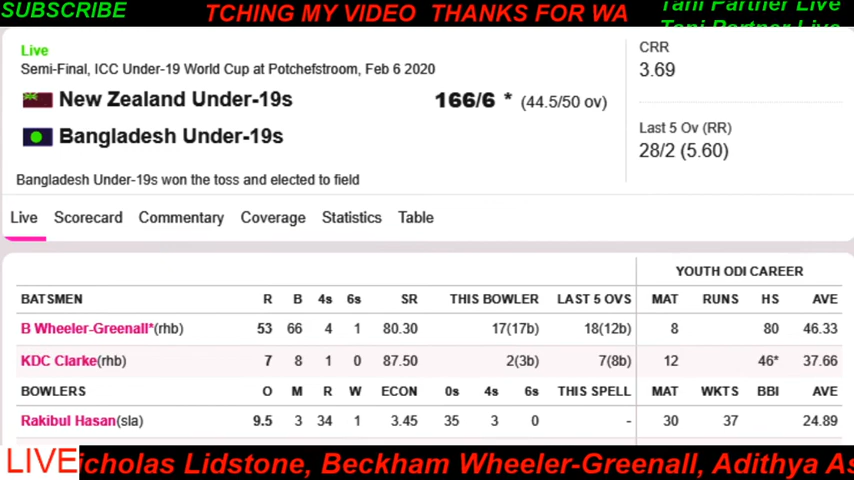 SUBSCRIBE
TCHING MY VIDEO THANKS FOR WA
Tani Partner Live
Tani Partner Live
Live
Semi-Final, ICC Under-19 World Cup at Potchefstroom, Feb 6 2020
New Zealand Under-19s 166/6 * (44.5/50 ov)
Bangladesh Under-19s
Bangladesh Under-19s won the toss and elected to field
CRR
3.69
Last 5 Ov (RR)
28/2 (5.60)
Live Scorecard Commentary Coverage Statistics Table
YOUTH ODI CAREER
BATSMEN R B 4s 6s SR THIS BOWLER LAST 5 OVS MAT RUNS HS AVE
B Wheeler-Greenall*(rhb) 53 66 4 1 80.30 17(17b) 18(12b) 8 80 46.33
KDC Clarke(rhb) 7 8 1 0 87.50 2(3b) 7(8b) 12 46* 37.66
BOWLERS O M R W ECON 0s 4s 6s THIS SPELL MAT WKTS BBI AVE
Rakibul Hasan(sla) 9.5 3 34 1 3.45 35 3 0 - 30 37 24.89
LIVE icholas Lidstone, Beckham Wheeler-Greenall, Adithya As